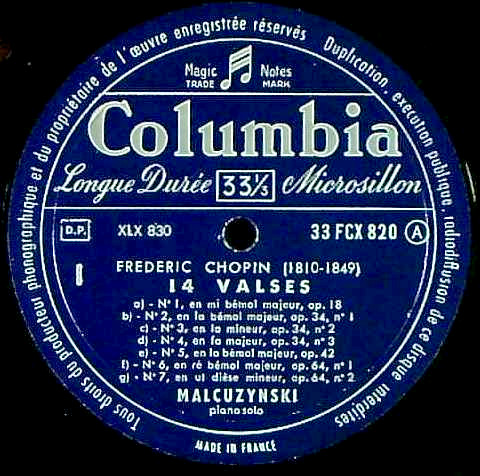 Tous droits du producteur phonographique et du propriétaire de l'œuvre enregistrée réservés
Duplication, exécution publique, radiodiffusion de ce disque interdites
Magic Notes
TRADE MARK
Columbia
Longue Durée 33⅓ Microsillon
D.P. XLX 830 33 FCX 820 A
1
FREDERIC CHOPIN (1810-1849)
14 VALSES
a) - N° 1, en mi bémol majeur, op. 18
b) - N° 2, en la bémol majeur, op. 34, n° 1
c) - N° 3, en la mineur, op. 34, n° 2
d) - N° 4, en fa majeur, op. 34, n° 3
e) - N° 5, en la bémol majeur, op. 42
f) - N° 6, en ré bémol majeur, op. 64, n° 1
g) - N° 7, en ut dièse mineur, op. 64, n° 2
MALCUZYNSKI
piano solo
MADE IN FRANCE